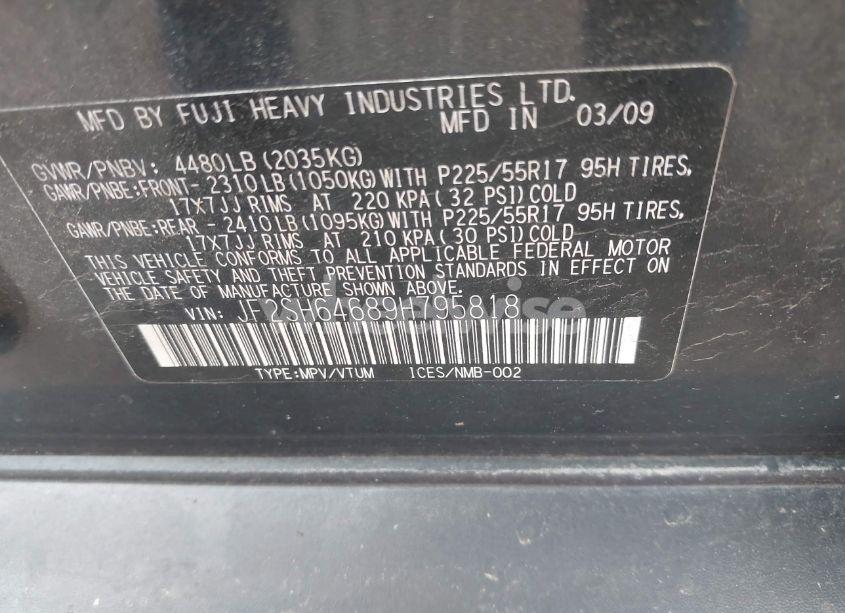 MFD BY FUJI HEAVY INDUSTRIES LTD.
MFD IN 03/09
GVWR/PNBV: 4480LB(2035KG)
GAWR/PNBE:FRONT- 2310LB(1050KG)WITH P225/55R17 95H TIRES,
17X7JJ RIMS AT 220 KPA(32 PSI)COLD
GAWR/PNBE:REAR - 2410LB(1095KG)WITH P225/55R17 95H TIRES,
17X7JJ RIMS AT 210 KPA(30 PSI)COLD
THIS VEHICLE CONFORMS TO ALL APPLICABLE FEDERAL MOTOR
VEHICLE SAFETY AND THEFT PREVENTION STANDARDS IN EFFECT ON
THE DATE OF MANUFACTURE SHOWN ABOVE.
VIN: JF2SH64689H795818
TYPE:MPV/VTUM ICES/NMB-002